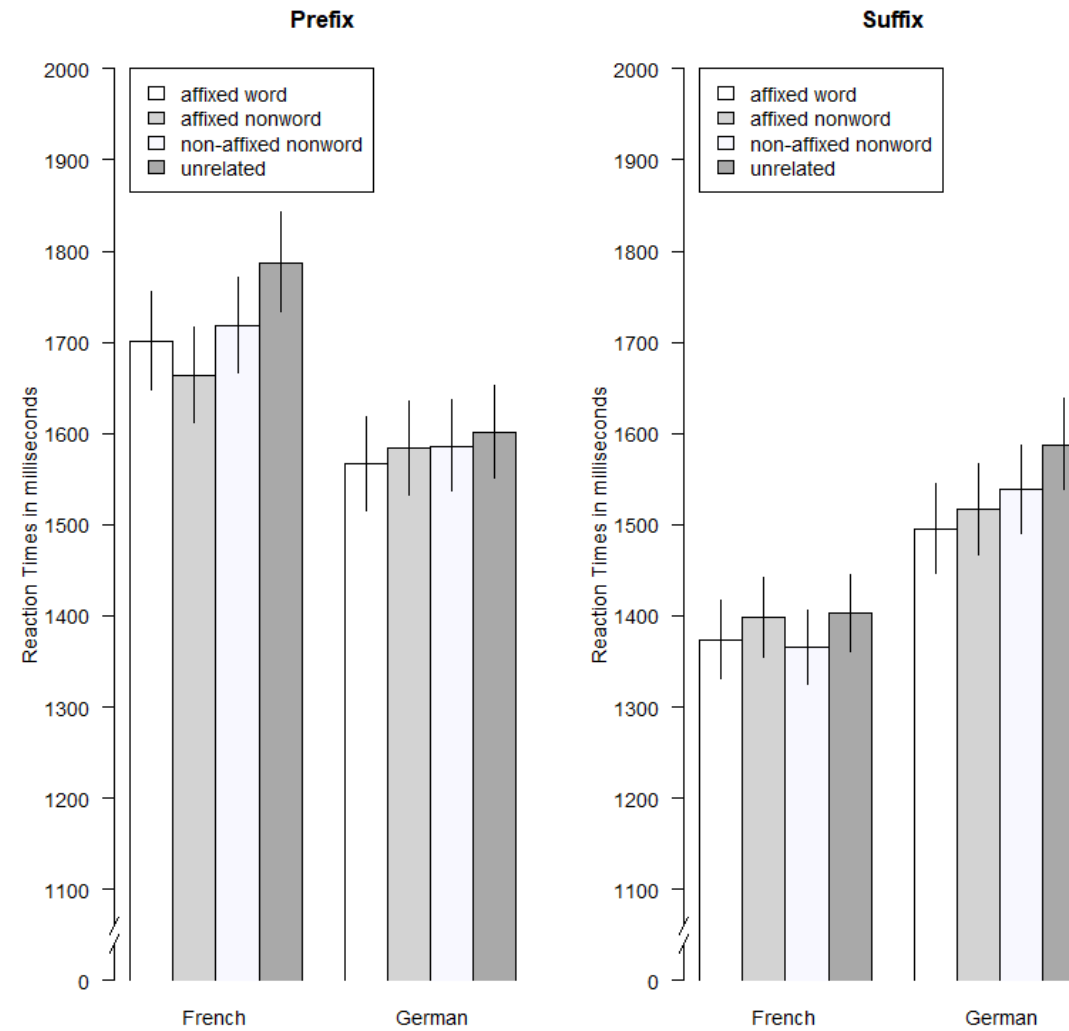 Prefix
2000
1900
1800
1700
1600
1500
1400
1300
1200
1100
0
Reaction Times in milliseconds
affixed word
affixed nonword
non-affixed nonword
unrelated
French
German
Suffix
2000
1900
1800
1700
1600
1500
1400
1300
1200
1100
0
Reaction Times in milliseconds
affixed word
affixed nonword
non-affixed nonword
unrelated
French
German